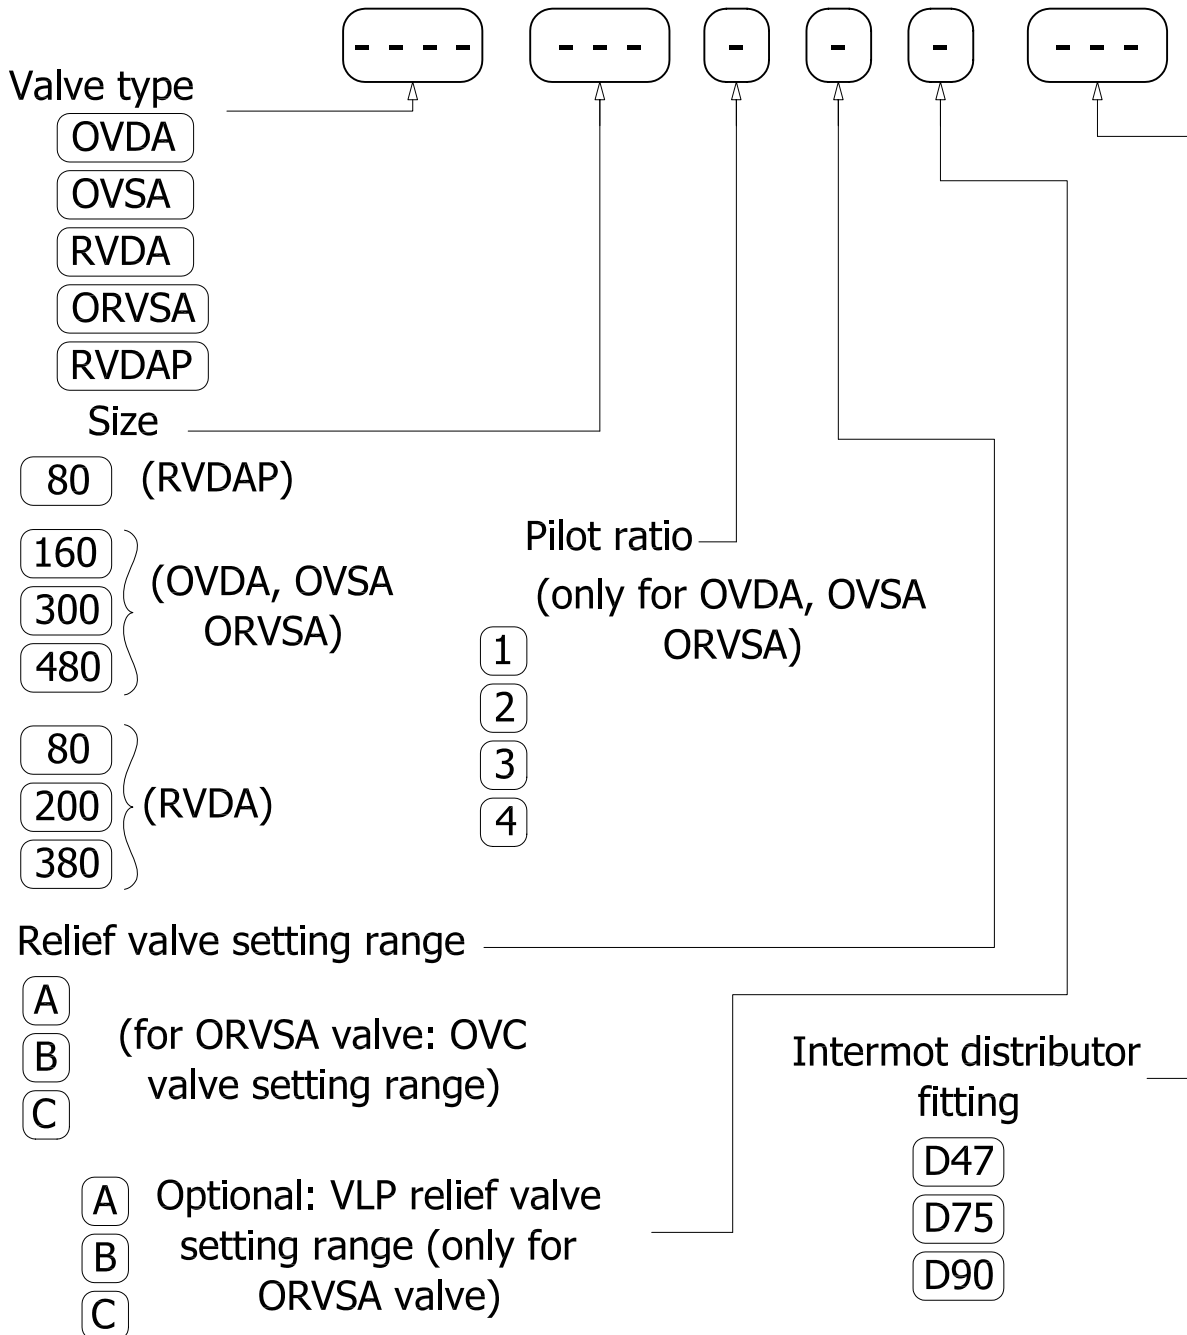 - - - - - - - - - - - - -
Valve type
OVDA
OVSA
RVDA
ORVSA
RVDAP
Size
80 (RVDAP)
160
300
480
(OVDA, OVSA
ORVSA)
80
200
380
(RVDA)
Pilot ratio
(only for OVDA, OVSA
ORVSA)
1
2
3
4
Relief valve setting range
A
B
C
(for ORVSA valve: OVC
valve setting range)
A
B
C
Optional: VLP relief valve
setting range (only for
ORVSA valve)
Intermot distributor
fitting
D47
D75
D90